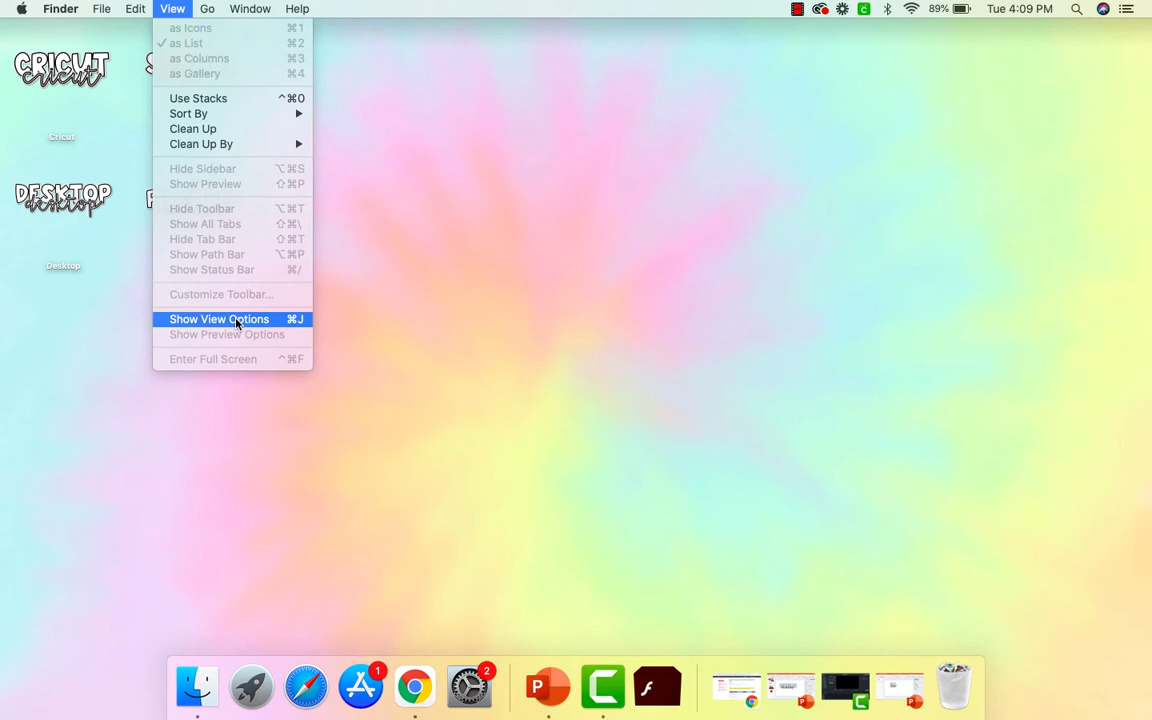 Finder File Edit View Go Window Help 89% Tue 4:09 PM
as Icons ⌘1
✓ as List ⌘2
as Columns ⌘3
as Gallery ⌘4
Use Stacks ^⌘0
Sort By ▶
Clean Up
Clean Up By ▶
Hide Sidebar ⌥⌘S
Show Preview ⇧⌘P
Hide Toolbar ⌥⌘T
Show All Tabs ⇧⌘\
Hide Tab Bar ⇧⌘T
Show Path Bar ⌥⌘P
Show Status Bar ⌘/
Customize Toolbar...
Show View Options ⌘J
Show Preview Options
Enter Full Screen ^⌘F
CRICUT
cricut
Cricut
DESKTOP
desktop
Desktop
1
2
P
C